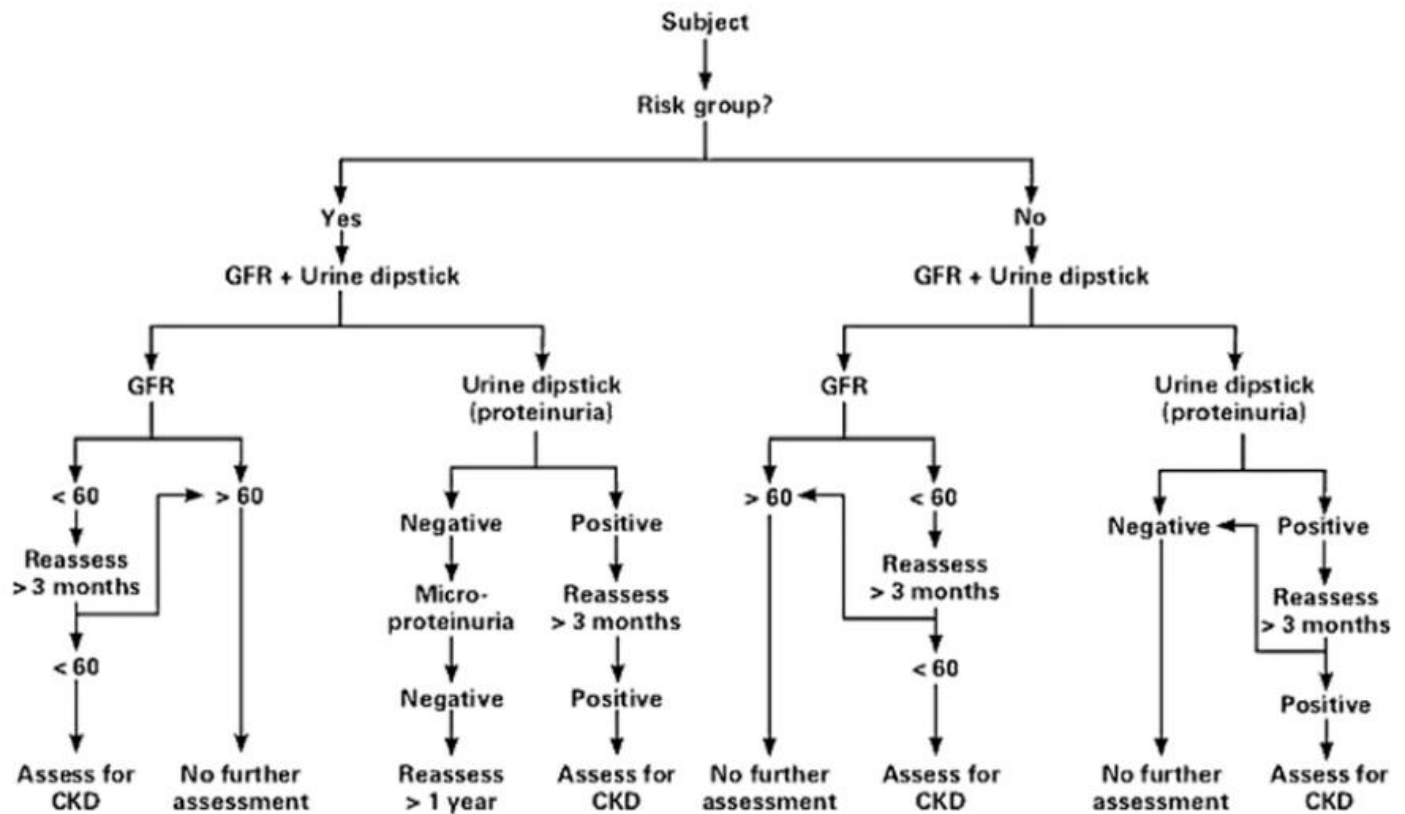 Subject
Risk group?
Yes
No
GFR + Urine dipstick
GFR + Urine dipstick
GFR
Urine dipstick
(proteinuria)
GFR
Urine dipstick
(proteinuria)
< 60
> 60
Negative
Positive
> 60
< 60
Negative
Positive
Reassess
> 3 months
Micro-
proteinuria
Reassess
> 3 months
Reassess
> 3 months
Reassess
> 3 months
< 60
Negative
Positive
< 60
Positive
Assess for
CKD
No further
assessment
Reassess
> 1 year
Assess for
CKD
No further
assessment
Assess for
CKD
No further
assessment
Assess for
CKD